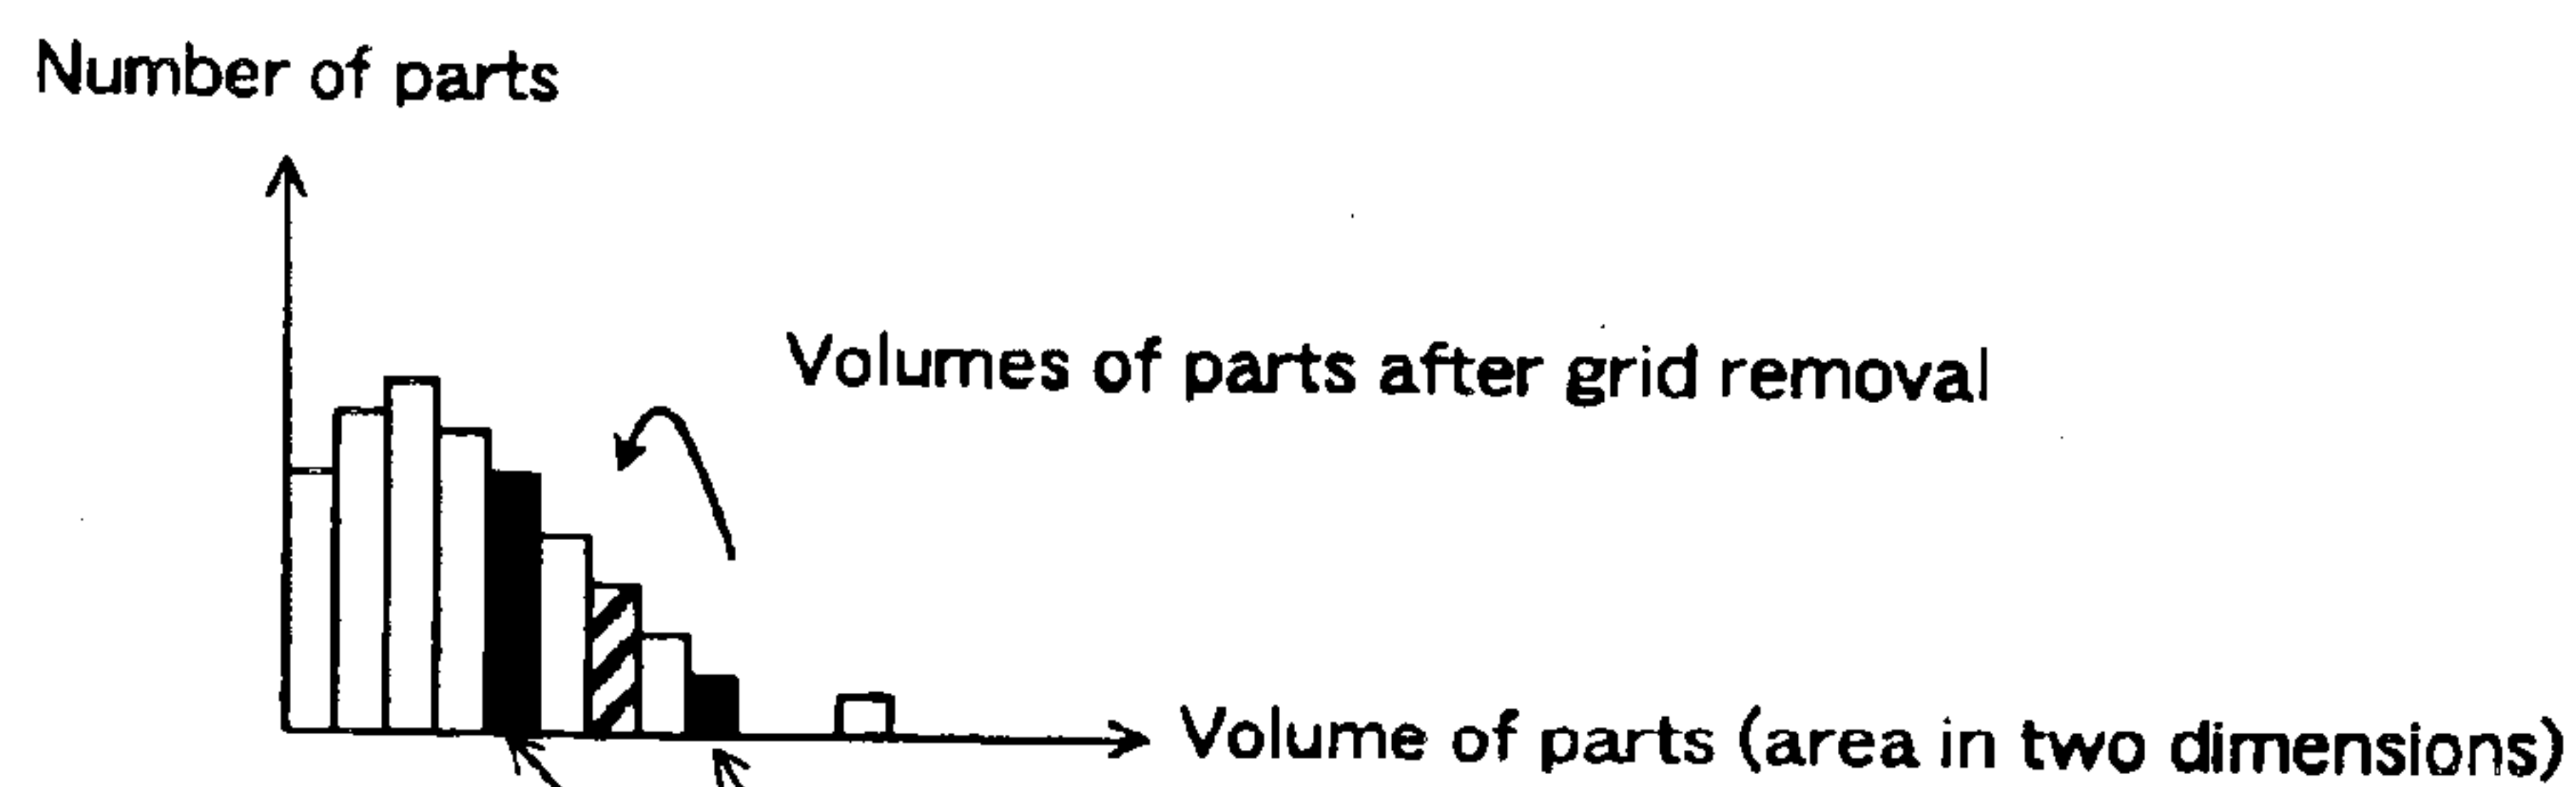 Number of parts
Volumes of parts after grid removal
Volume of parts (area in two dimensions)